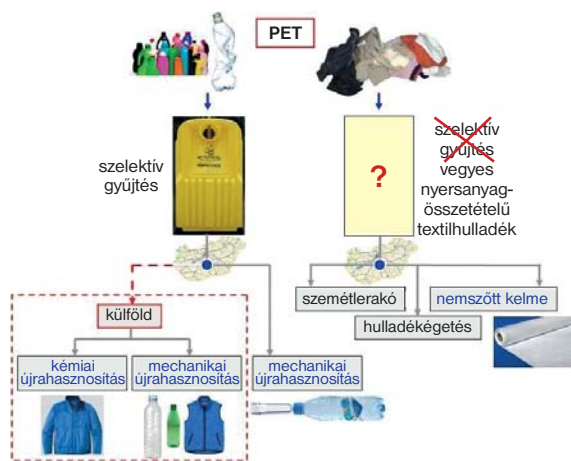 PET
szelektív
gyűjtés
?
szelektív
gyűjtés
vegyes
nyersanyag-
összetételű
textilhulladék
külföld
kémiai
újrahasznosítás
mechanikai
újrahasznosítás
mechanikai
újrahasznosítás
szemétlerakó
hulladékégetés
nemszőtt kelme